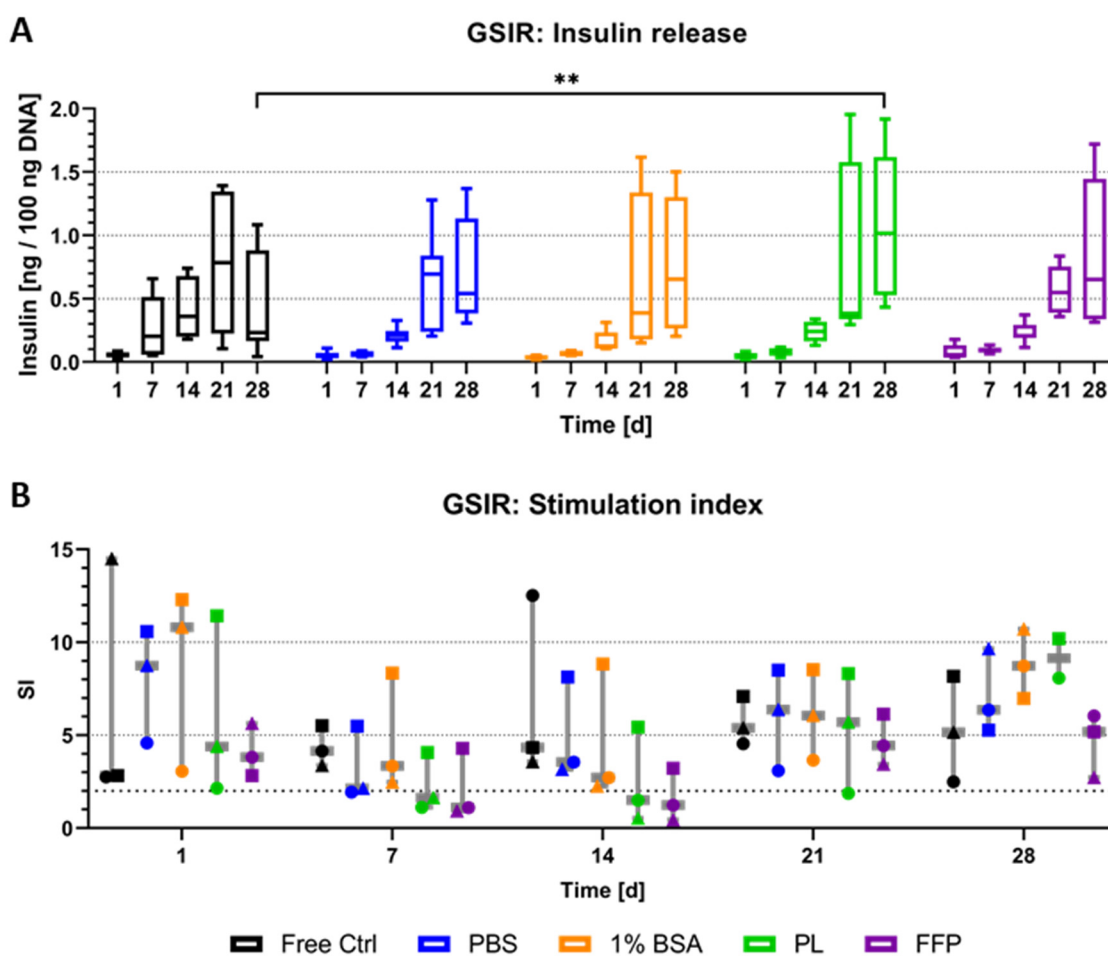 A
GSIR: Insulin release
**
Insulin [ng / 100 ng DNA]
2.0
1.5
1.0
0.5
0.0
1 7 14 21 28 1 7 14 21 28 1 7 14 21 28 1 7 14 21 28 1 7 14 21 28
Time [d]
B
GSIR: Stimulation index
SI
15
10
5
0
1 7 14 21 28
Time [d]
Free Ctrl PBS 1% BSA PL FFP